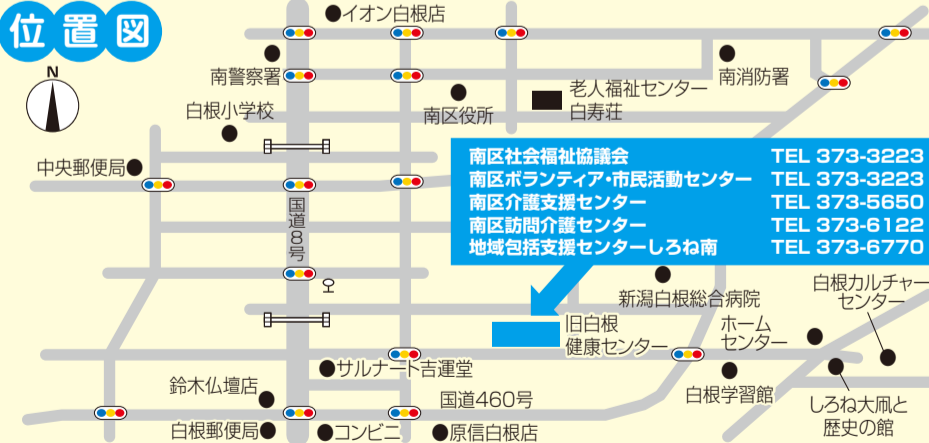 位置図
イオン白根店
N
南警察署
南消防署
老人福祉センター
白寿荘
南区役所
白根小学校
中央郵便局
南区社会福祉協議会 TEL 373-3223
南区ボランティア・市民活動センター TEL 373-3223
南区介護支援センター TEL 373-5650
南区訪問介護センター TEL 373-6122
地域包括支援センターしろね南 TEL 373-6770
国道8号
新潟白根総合病院
白根カルチャー
センター
旧白根
健康センター
ホーム
センター
サルナート吉運堂
白根学習館
鈴木仏壇店
国道460号
しろね大凧と
歴史の館
白根郵便局
コンビニ
原信白根店